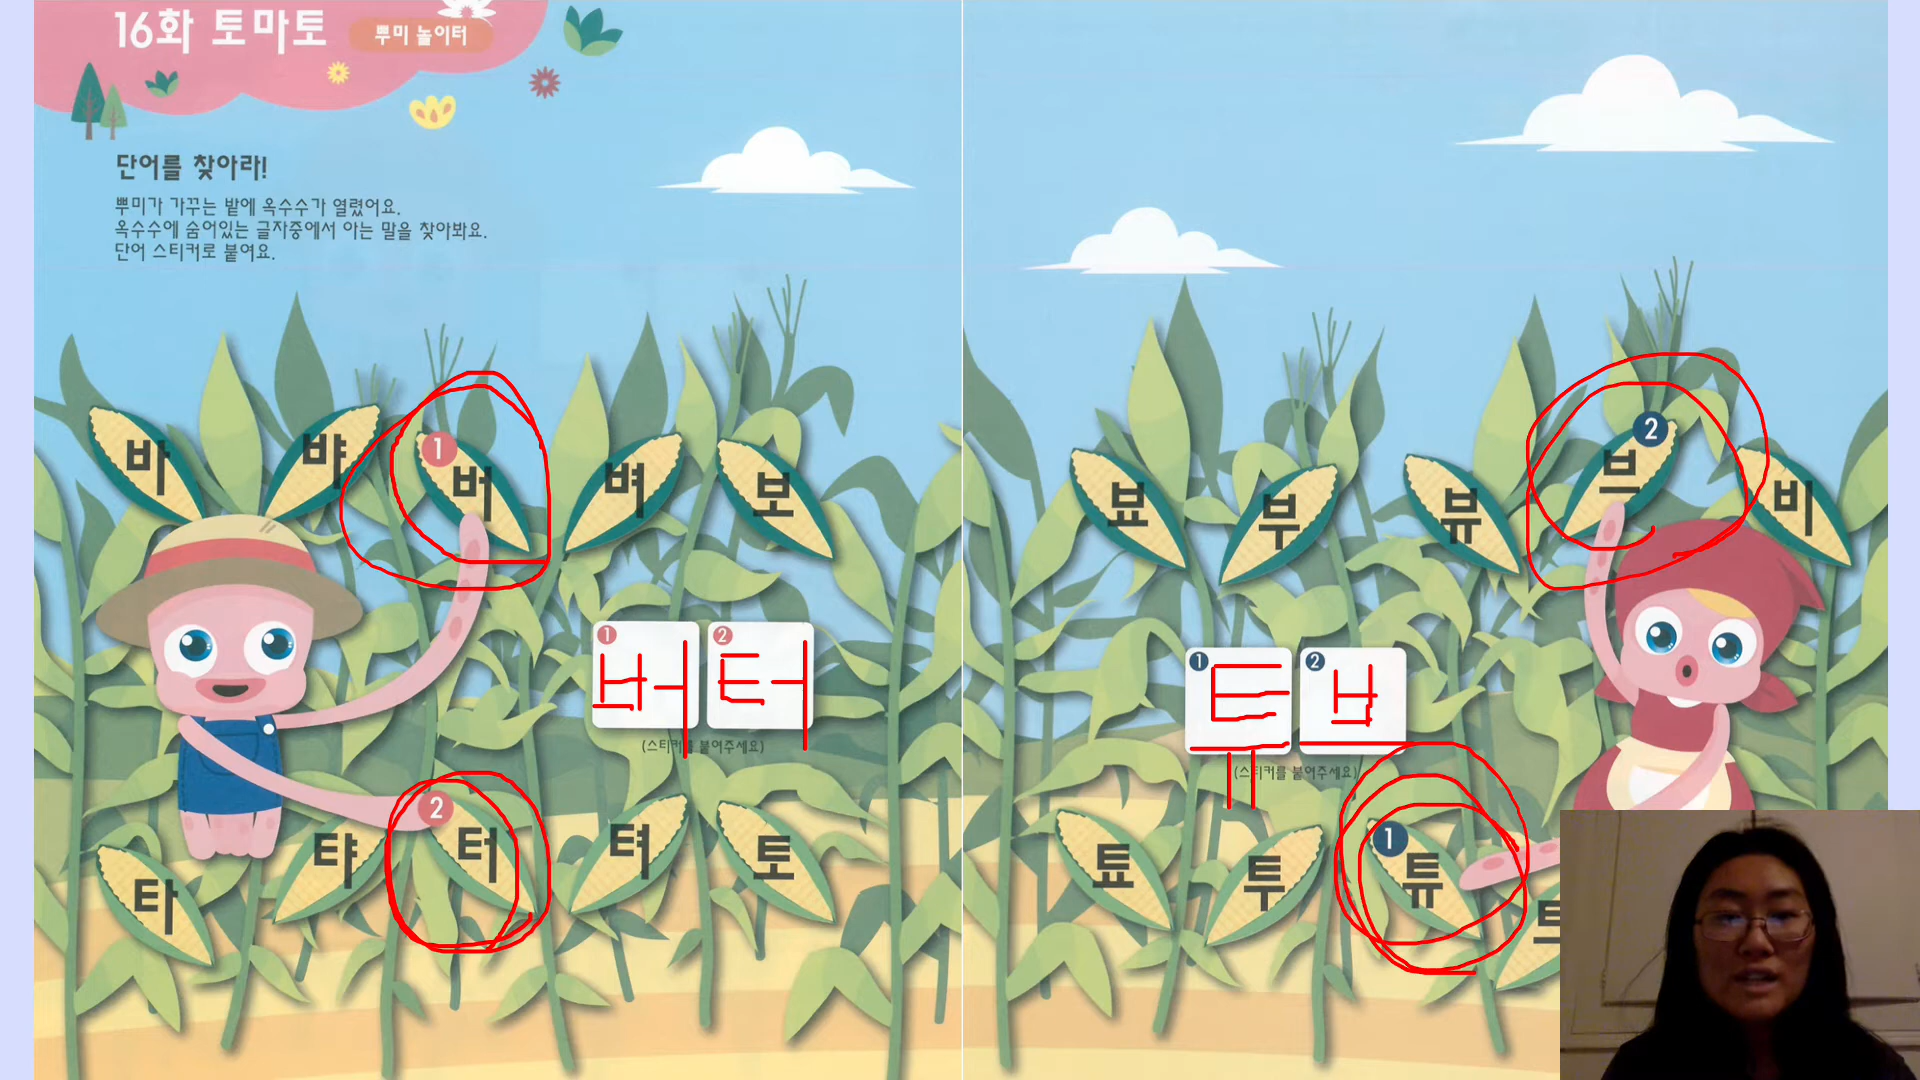 16화 토마토 뿌미 놀이터
단어를 찾아라!
뿌미가 가꾸는 밭에 옥수수가 열렸어요.
옥수수에 숨어있는 글자중에서 아는 말을 찾아봐요.
단어 스티커로 붙여요.
바 뱌 1 버 벼 보
1 버 2 터
(스티커를 붙여주세요)
타 탸 2 터 텨 토
뵤 부 뷰 2 브 비
1 튜 2 브
(스티커를 붙여주세요)
툐 투 1 튜 트